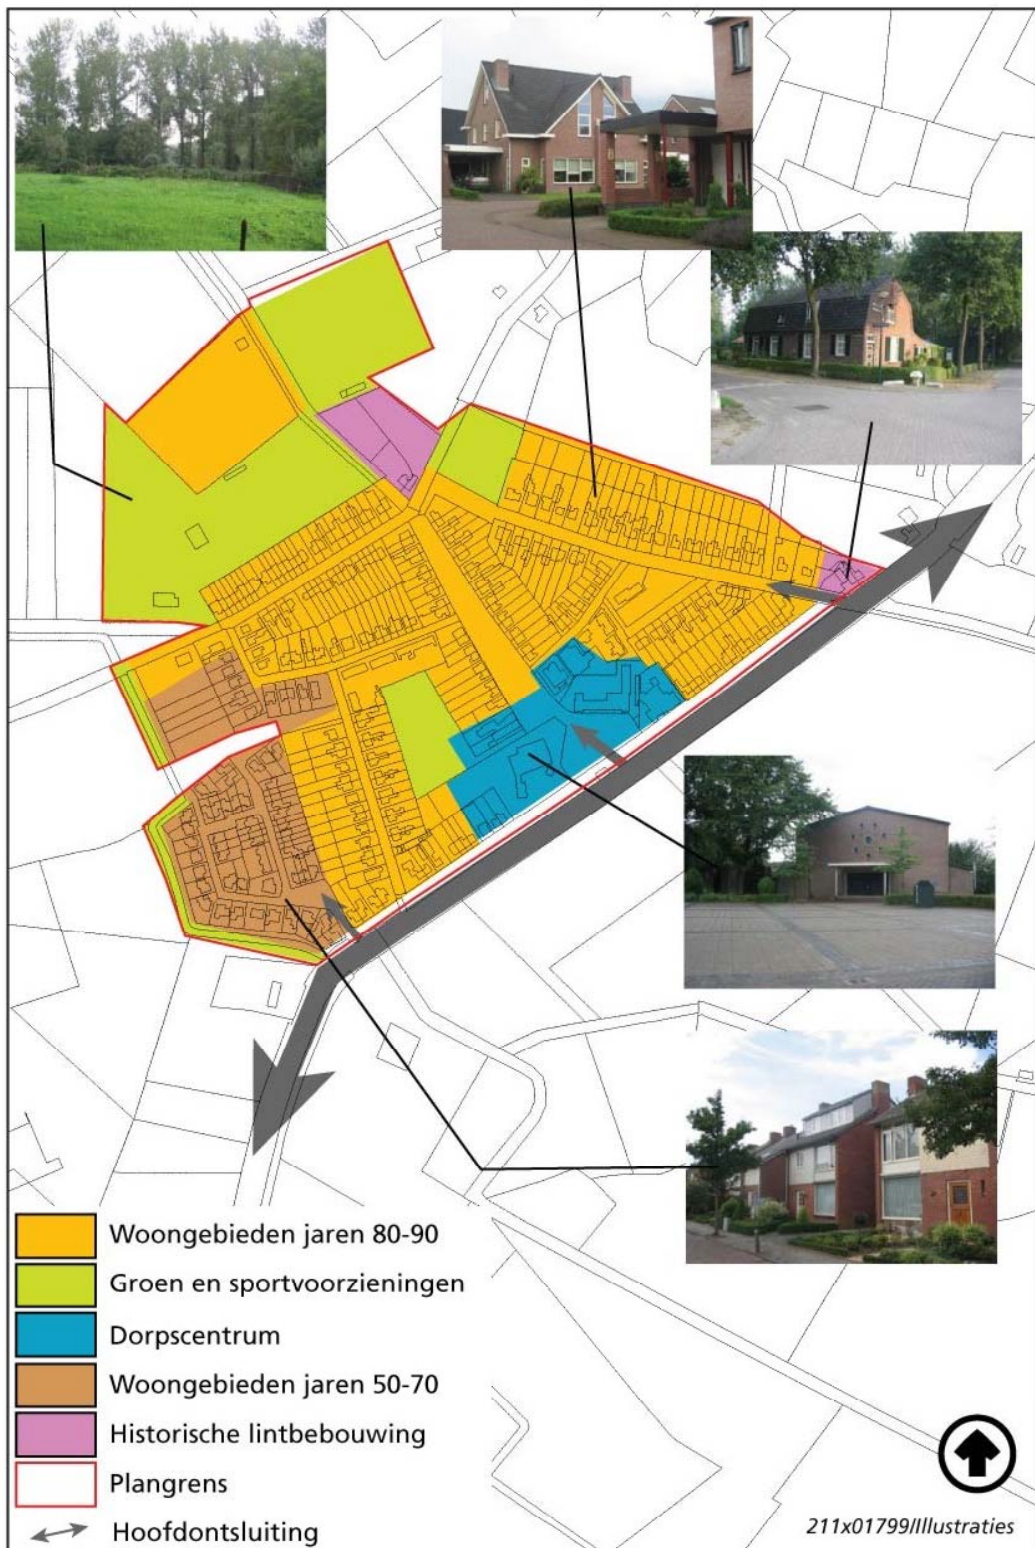 Woongebieden jaren 80-90
Groen en sportvoorzieningen
Dorpscentrum
Woongebieden jaren 50-70
Historische lintbebouwing
Plangrens
Hoofdontsluiting
211x01799/Illustraties